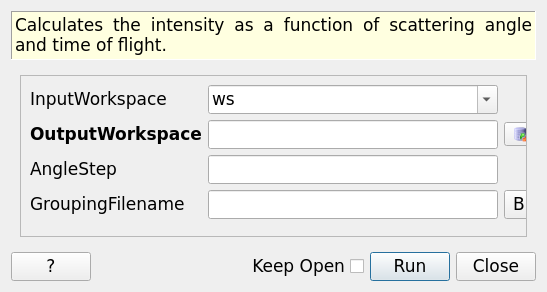 Calculates the intensity as a function of scattering angle
and time of flight.
InputWorkspace ws
OutputWorkspace
AngleStep
GroupingFilename B
? Keep Open Run Close